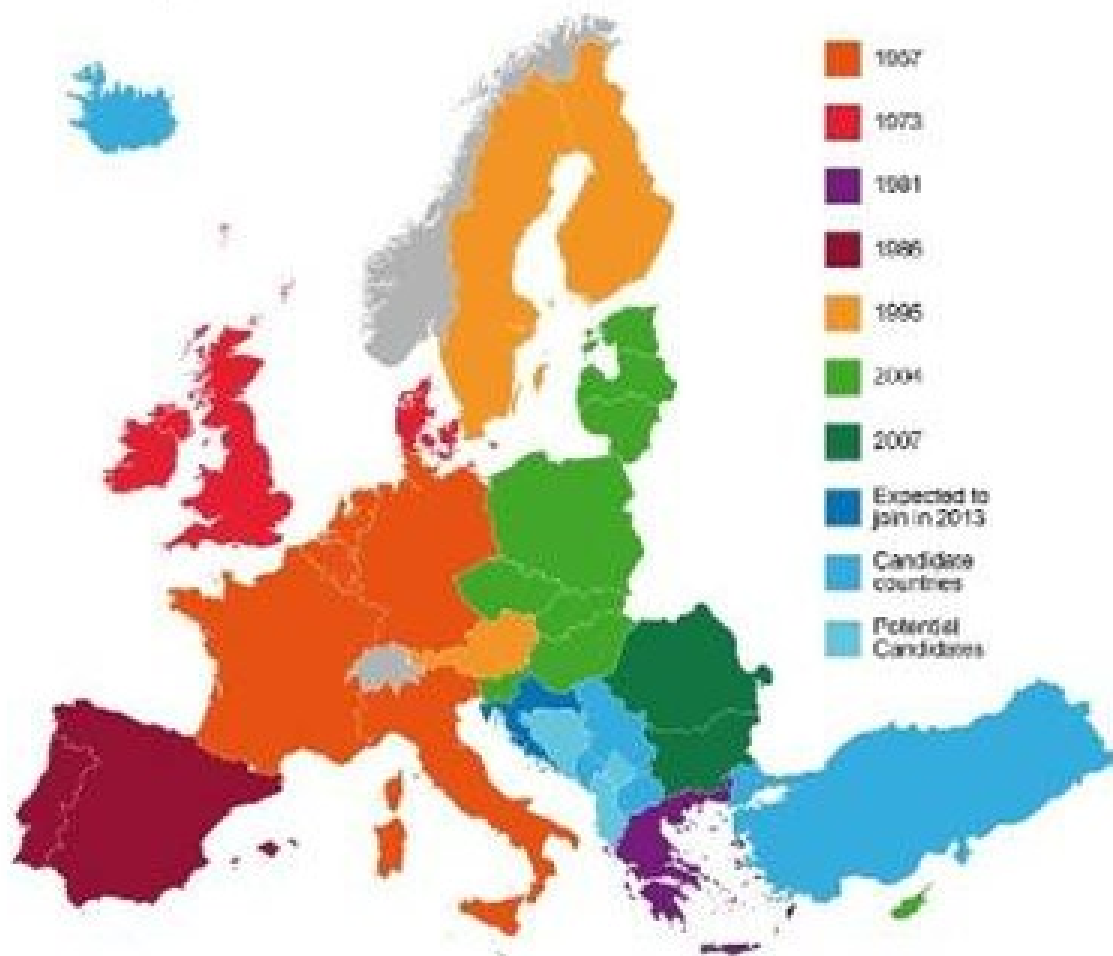 1957
1973
1981
1986
1995
2004
2007
Expected to
join in 2013
Candidate
countries
Potential
Candidates